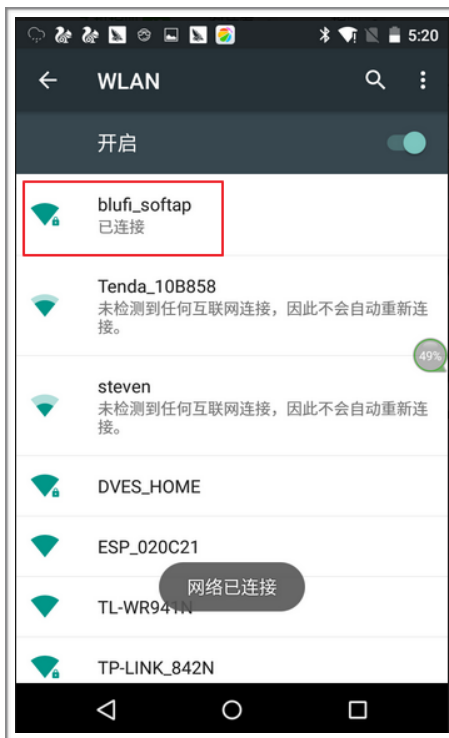 5:20
WLAN
开启
blufi_softap
已连接
Tenda_10B858
未检测到任何互联网连接，因此不会自动重新连
接。
49%
steven
未检测到任何互联网连接，因此不会自动重新连
接。
DVES_HOME
ESP_020C21
网络已连接
TL-WR941N
TP-LINK_842N